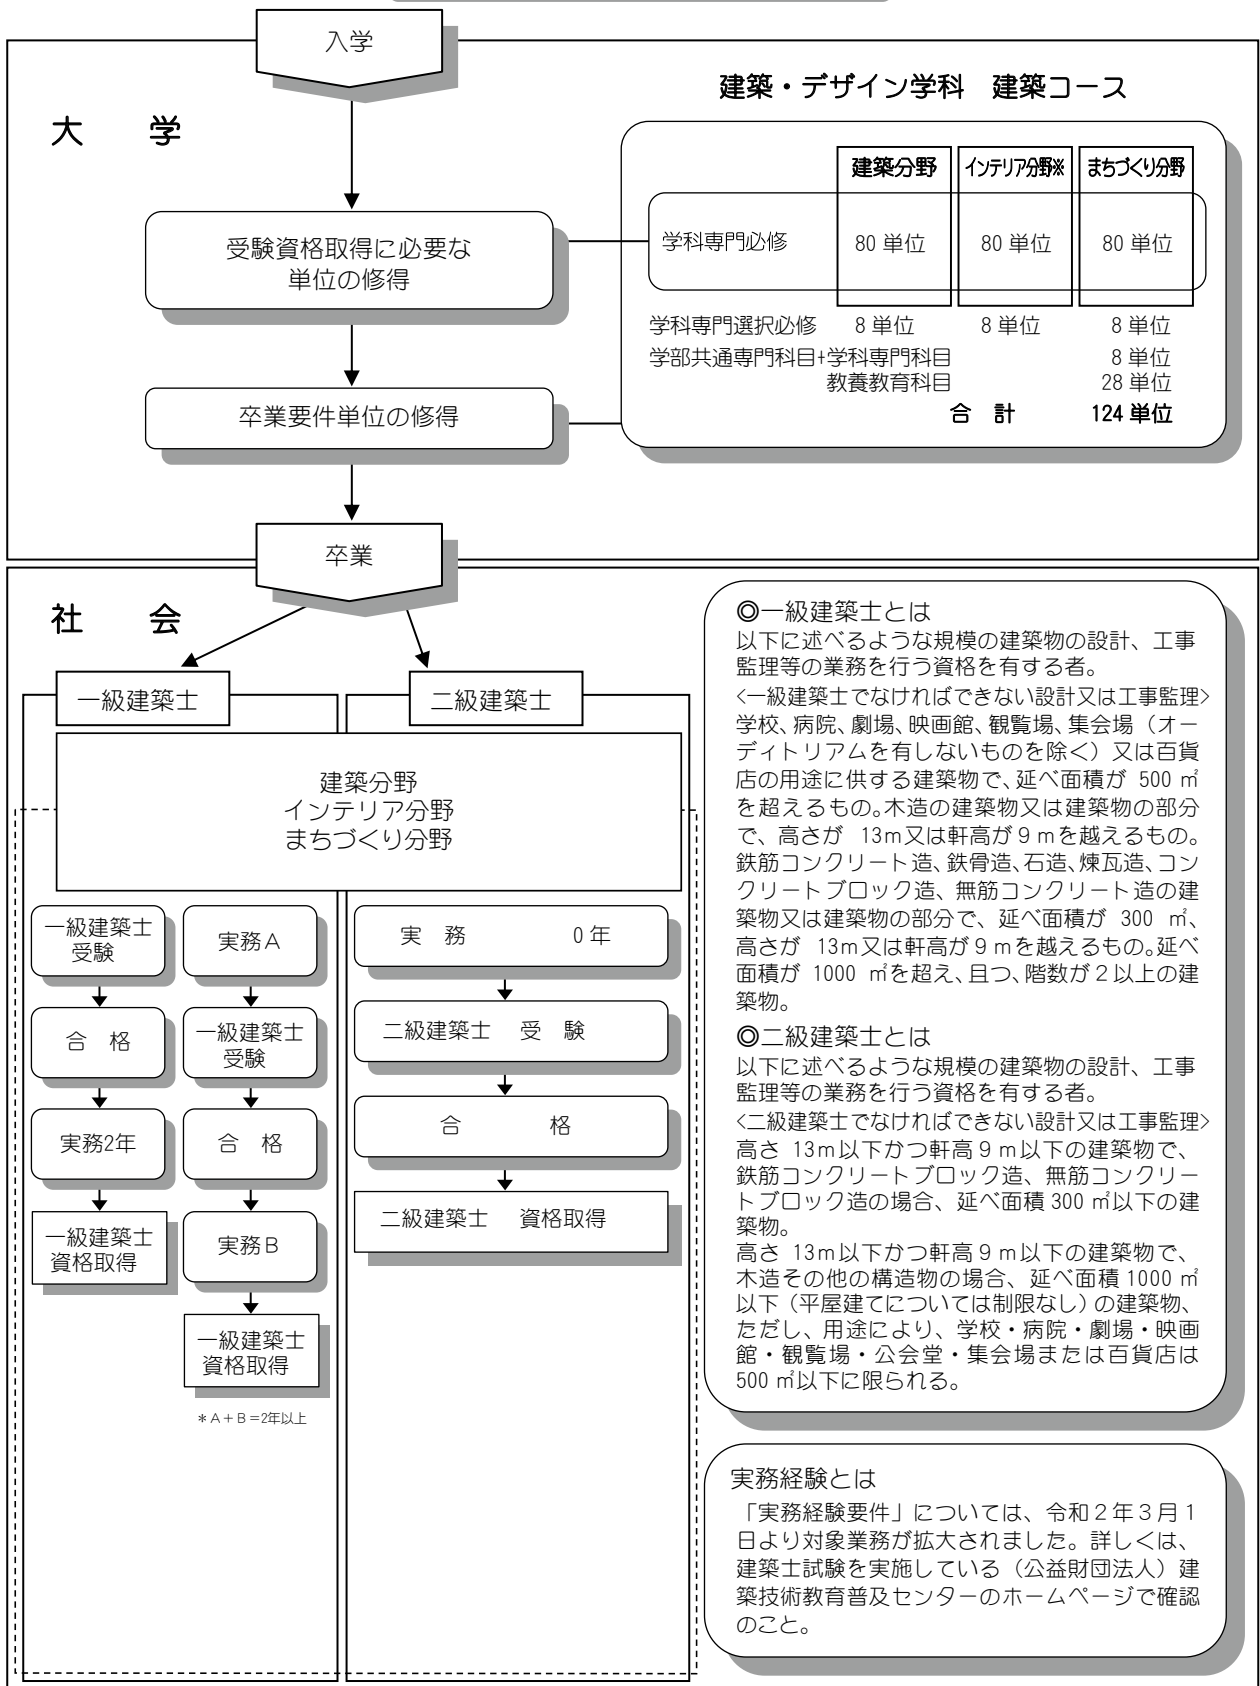 入学
大　学
建築・デザイン学科　建築コース
建築分野　インテリア分野※　まちづくり分野
学科専門必修　80 単位　80 単位　80 単位
学科専門選択必修　8 単位　8 単位　8 単位
学部共通専門科目+学科専門科目　8 単位
教養教育科目　28 単位
合　計　124 単位
受験資格取得に必要な
単位の修得
卒業要件単位の修得
卒業
社　会
一級建築士
二級建築士
建築分野
インテリア分野
まちづくり分野
一級建築士
受験
合　格
実務2年
一級建築士
資格取得
実務A
一級建築士
受験
合　格
実務B
一級建築士
資格取得
＊A＋B＝2年以上
実　務　　0年
二級建築士　受　験
合　　格
二級建築士　資格取得
◎一級建築士とは
以下に述べるような規模の建築物の設計、工事
監理等の業務を行う資格を有する者。
<一級建築士でなければできない設計又は工事監理>
学校、病院、劇場、映画館、観覧場、集会場（オー
ディトリアムを有しないものを除く）又は百貨
店の用途に供する建築物で、延べ面積が 500 ㎡
を超えるもの。木造の建築物又は建築物の部分
で、高さが 13ｍ又は軒高が９ｍを越えるもの。
鉄筋コンクリート造、鉄骨造、石造、煉瓦造、コン
クリートブロック造、無筋コンクリート造の建
築物又は建築物の部分で、延べ面積が 300 ㎡、
高さが 13ｍ又は軒高が９ｍを越えるもの。延べ
面積が 1000 ㎡を超え、且つ、階数が２以上の建
築物。
◎二級建築士とは
以下に述べるような規模の建築物の設計、工事
監理等の業務を行う資格を有する者。
<二級建築士でなければできない設計又は工事監理>
高さ 13ｍ以下かつ軒高９ｍ以下の建築物で、
鉄筋コンクリートブロック造、無筋コンクリー
トブロック造の場合、延べ面積 300 ㎡以下の建
築物。
高さ 13ｍ以下かつ軒高９ｍ以下の建築物で、
木造その他の構造物の場合、延べ面積 1000 ㎡
以下（平屋建てについては制限なし）の建築物、
ただし、用途により、学校・病院・劇場・映画
館・観覧場・公会堂・集会場または百貨店は
500 ㎡以下に限られる。
実務経験とは
「実務経験要件」については、令和２年３月１
日より対象業務が拡大されました。詳しくは、
建築士試験を実施している（公益財団法人）建
築技術教育普及センターのホームページで確認
のこと。